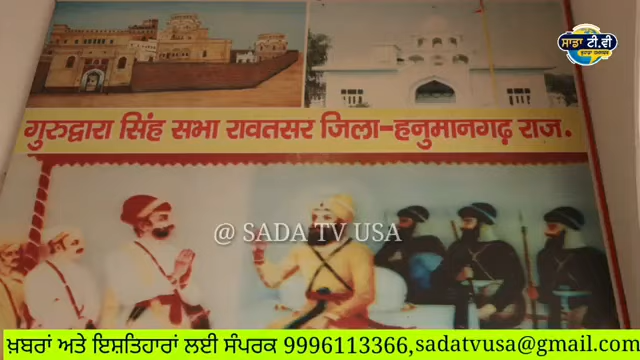 ਸਾਡਾ ਟੀ.ਵੀ
गुरुद्वारा सिंह सभा रावतसर जिला-हनुमानगढ़ राज.
@ SADA TV USA
ਖ਼ਬਰਾਂ ਅਤੇ ਇਸ਼ਤਿਹਾਰਾਂ ਲਈ ਸੰਪਰਕ 9996113366,sadatvusa@gmail.com